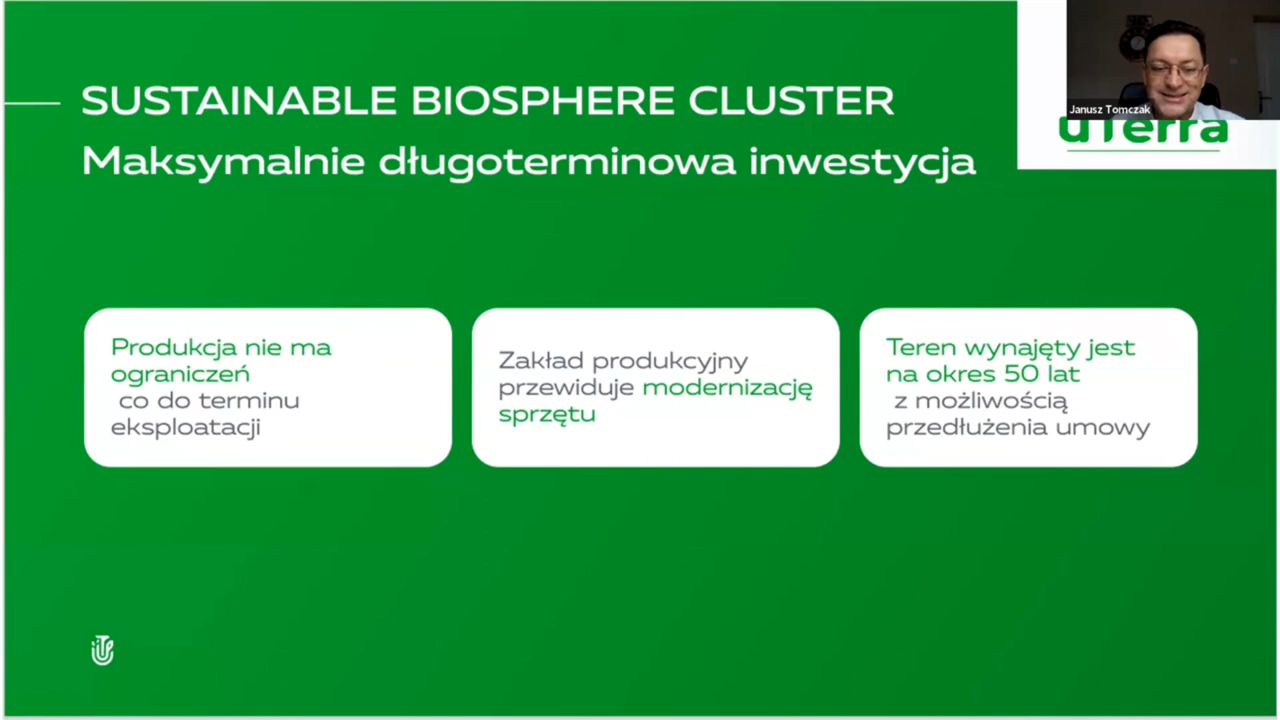 SUSTAINABLE BIOSPHERE CLUSTER
Maksymalnie długoterminowa inwestycja
Janusz Tomczak
uTerra
Produkcja nie ma
ograniczeń
co do terminu
eksploatacji
Zakład produkcyjny
przewiduje modernizację
sprzętu
Teren wynajęty jest
na okres 50 lat
z możliwością
przedłużenia umowy